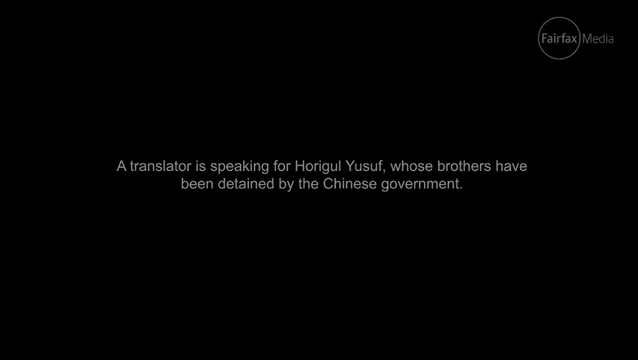 Fairfax Media
A translator is speaking for Horigul Yusuf, whose brothers have
been detained by the Chinese government.